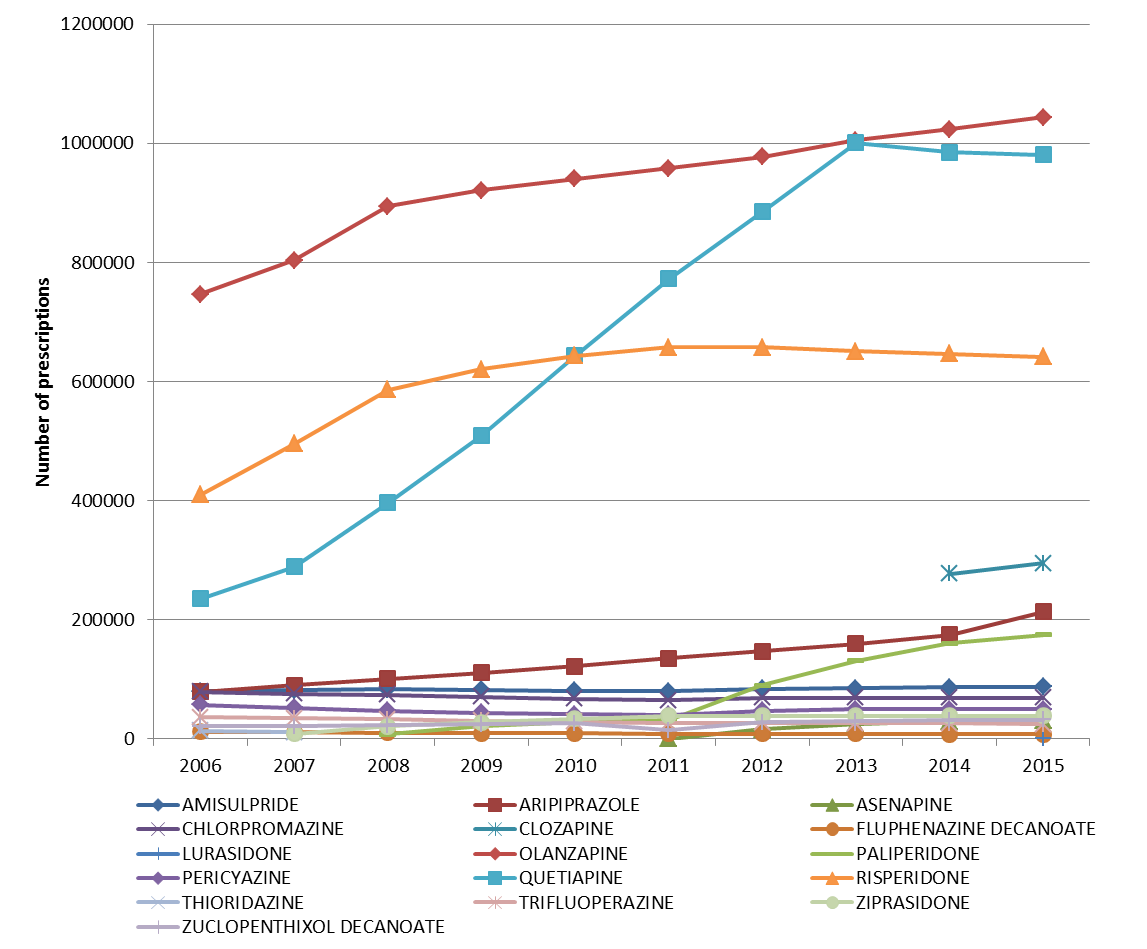 1200000
1000000
800000
600000
400000
200000
0
Number of prescriptions
2006 2007 2008 2009 2010 2011 2012 2013 2014 2015
AMISULPRIDE ARIPIPRAZOLE ASENAPINE
CHLORPROMAZINE CLOZAPINE FLUPHENAZINE DECANOATE
LURASIDONE OLANZAPINE PALIPERIDONE
PERICYAZINE QUETIAPINE RISPERIDONE
THIORIDAZINE TRIFLUOPERAZINE ZIPRASIDONE
ZUCLOPENTHIXOL DECANOATE